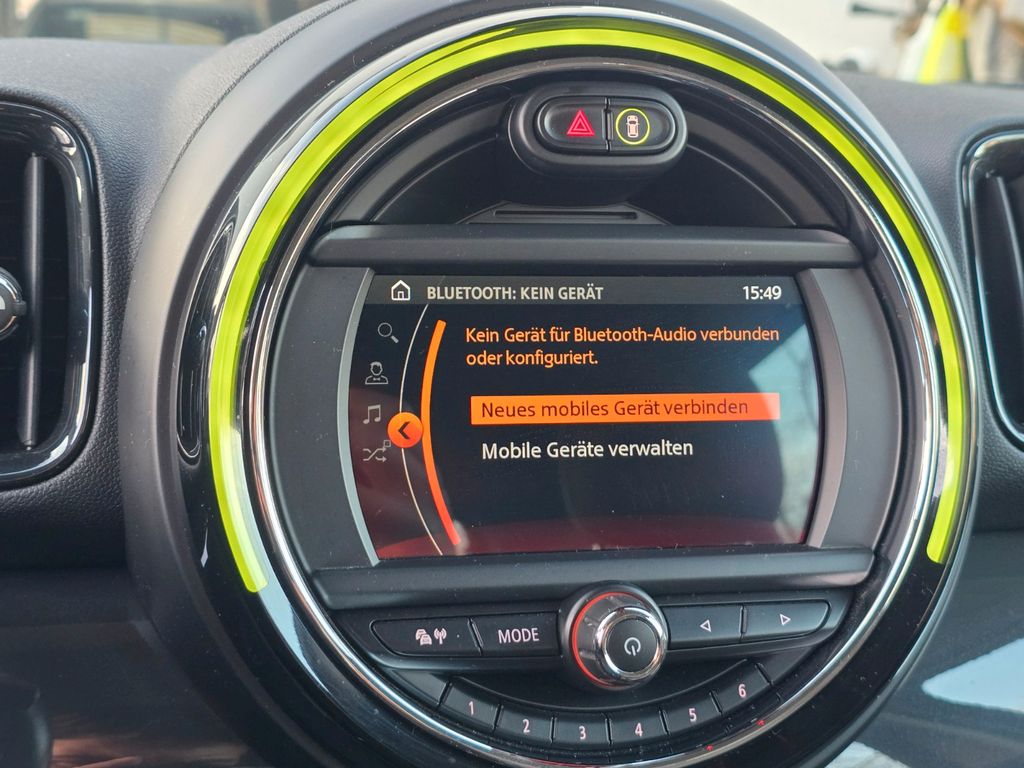 BLUETOOTH: KEIN GERÄT 15:49
Kein Gerät für Bluetooth-Audio verbunden
oder konfiguriert.
Neues mobiles Gerät verbinden
Mobile Geräte verwalten
MODE
1 2 3 4 5 6